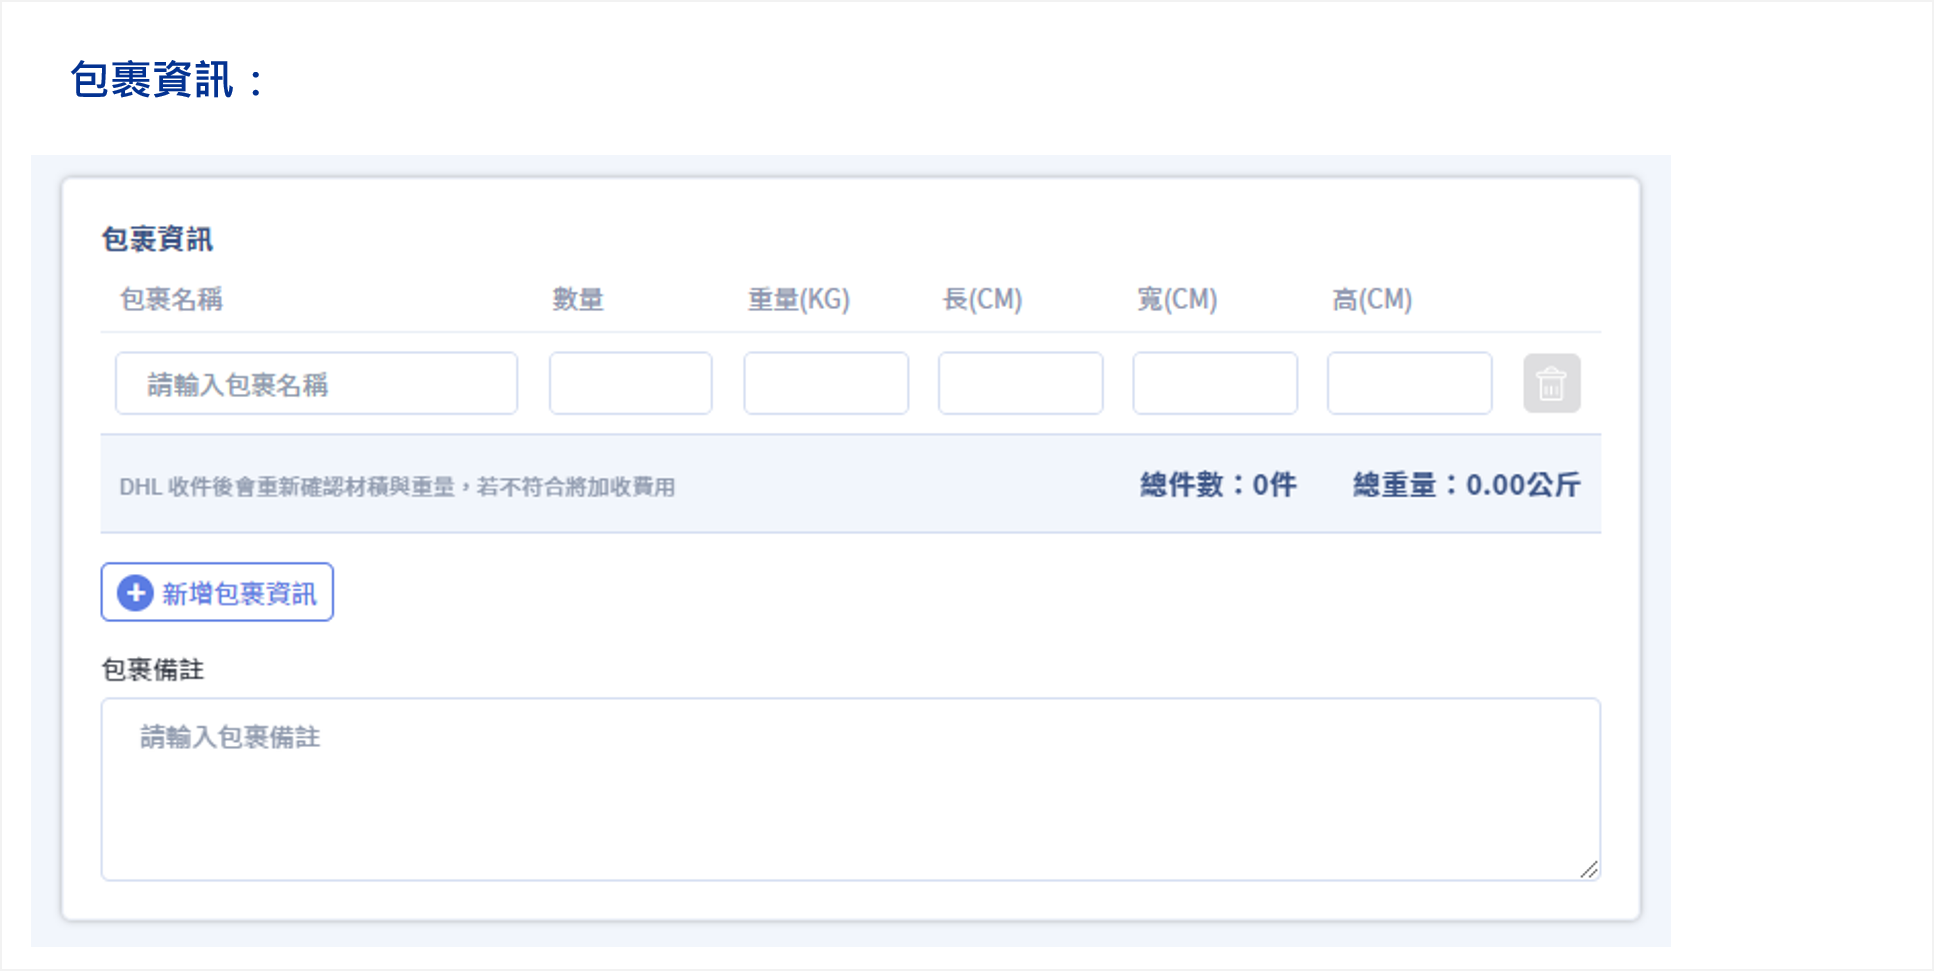 包裹資訊：
包裹資訊
包裹名稱 數量 重量(KG) 長(CM) 寬(CM) 高(CM)
請輸入包裹名稱
DHL 收件後會重新確認材積與重量，若不符合將加收費用 總件數：0件 總重量：0.00公斤
新增包裹資訊
包裹備註
請輸入包裹備註